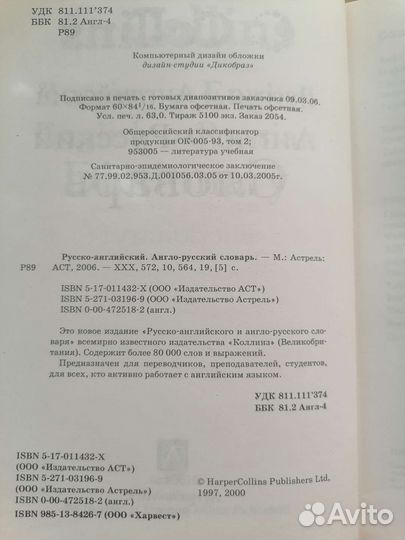 УДК 811.111'374
ББК 81.2 Англ-4
Р89
Компьютерный дизайн обложки
дизайн-студии «Дикобраз»
Подписано в печать с готовых диапозитивов заказчика 09.03.06.
Формат 60×84 1/16. Бумага офсетная. Печать офсетная.
Усл. печ. л. 63,0. Тираж 5100 экз. Заказ 2054.
Общероссийский классификатор
продукции ОК-005-93, том 2;
953005 — литература учебная
Санитарно-эпидемиологическое заключение
№ 77.99.02.953.Д.001056.03.05 от 10.03.2005г.
Русско-английский. Англо-русский словарь. — М.: Астрель:
Р89 АСТ, 2006. — XXX, 572, 10, 564, 19, [5] с.
ISBN 5-17-011432-X (ООО «Издательство АСТ»)
ISBN 5-271-03196-9 (ООО «Издательство Астрель»)
ISBN 0-00-472518-2 (англ.)
Это новое издание «Русско-английского и англо-русского сло-
варя» всемирно известного издательства «Коллинз» (Великобри-
тания). Содержит более 80 000 слов и выражений.
Предназначен для переводчиков, преподавателей, студентов,
для всех, кто активно работает с английским языком.
УДК 811.111'374
ББК 81.2 Англ-4
ISBN 5-17-011432-X
(ООО «Издательство АСТ»)
ISBN 5-271-03196-9
(ООО «Издательство Астрель»)
ISBN 0-00-472518-2 (англ.)
ISBN 985-13-8426-7 (ООО «Харвест»)
© HarperCollins Publishers Ltd.
1997, 2000
Avito